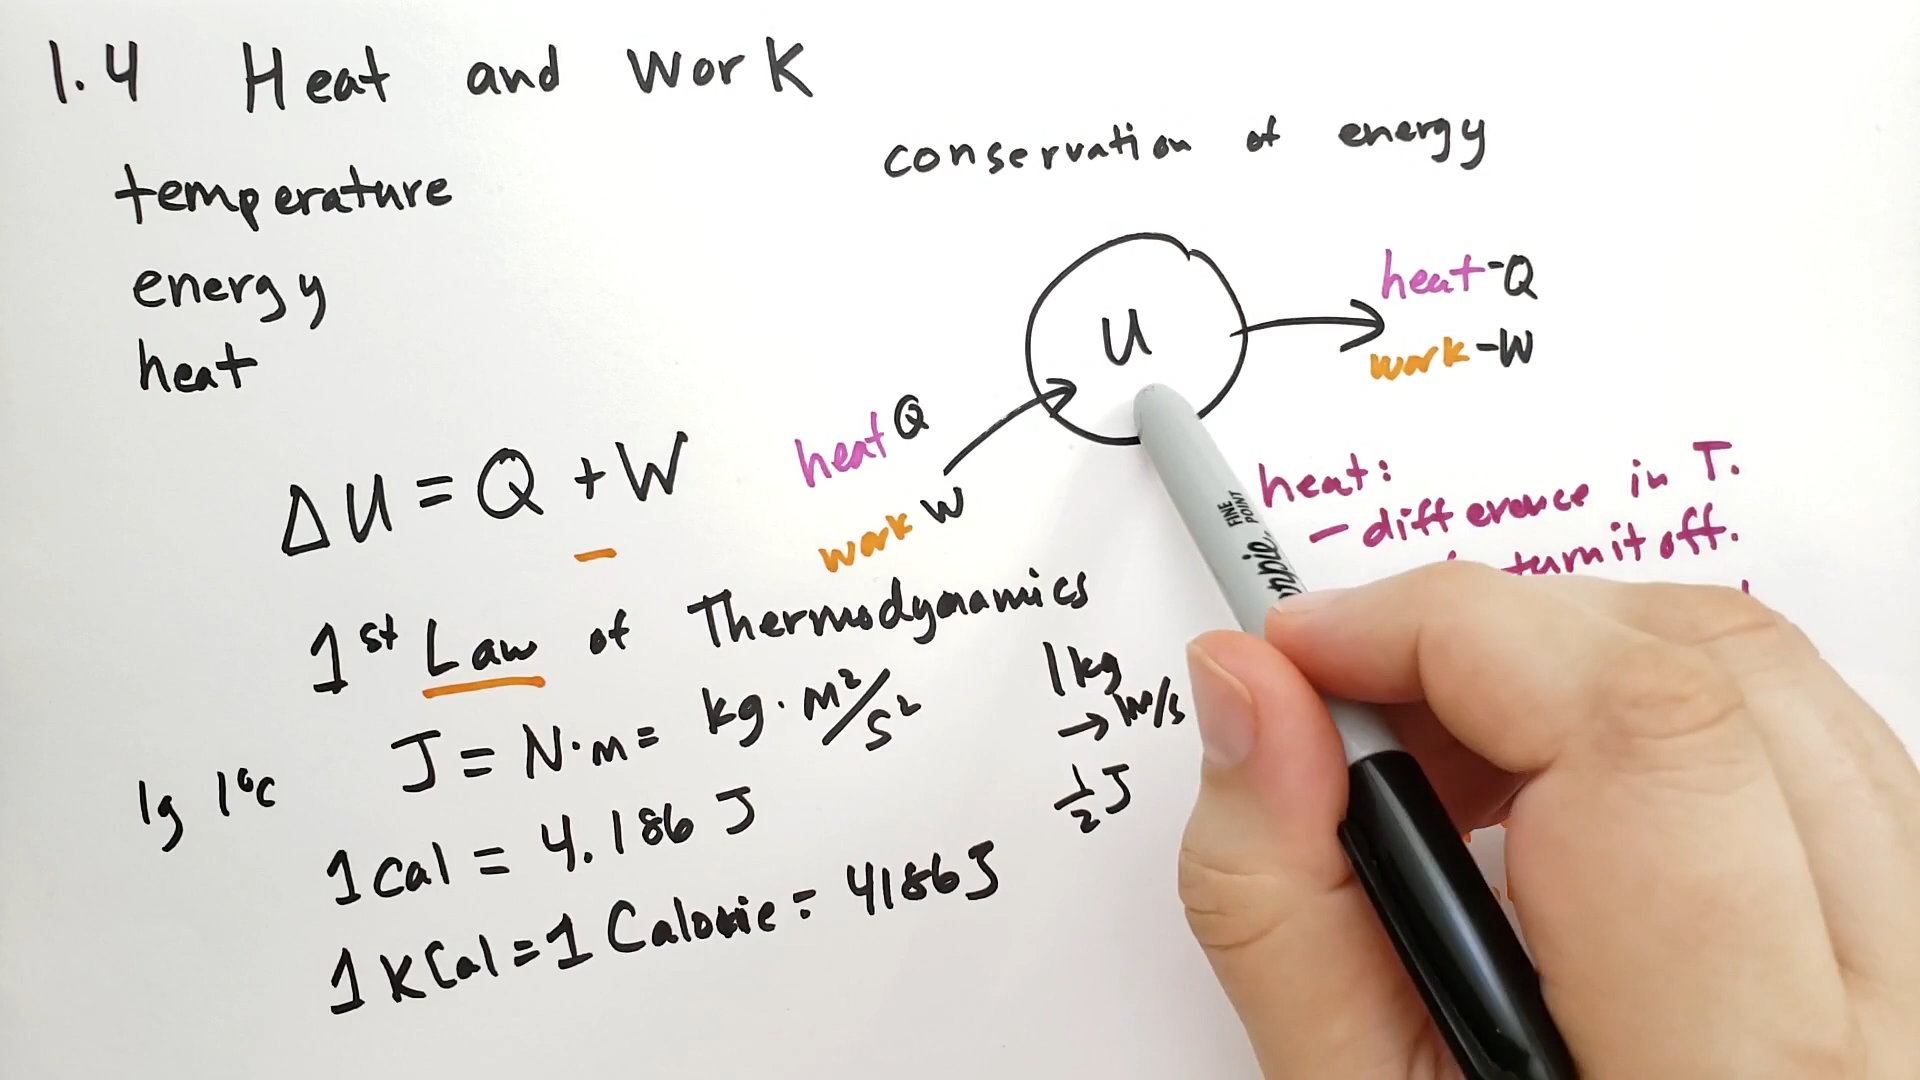 1.4 Heat and Work
temperature
energy
heat
conservation of energy
U
heat -Q
work -W
heat Q
work W
ΔU = Q + W
1st Law of Thermodynamics
J = N·m = kg·m²/s²
1g 1°C
1 cal = 4.186 J
1 kcal = 1 Calorie = 4186 J
1kg
→ m/s
½ J
heat:
- difference in T.
turn it off.
FINE
POINT